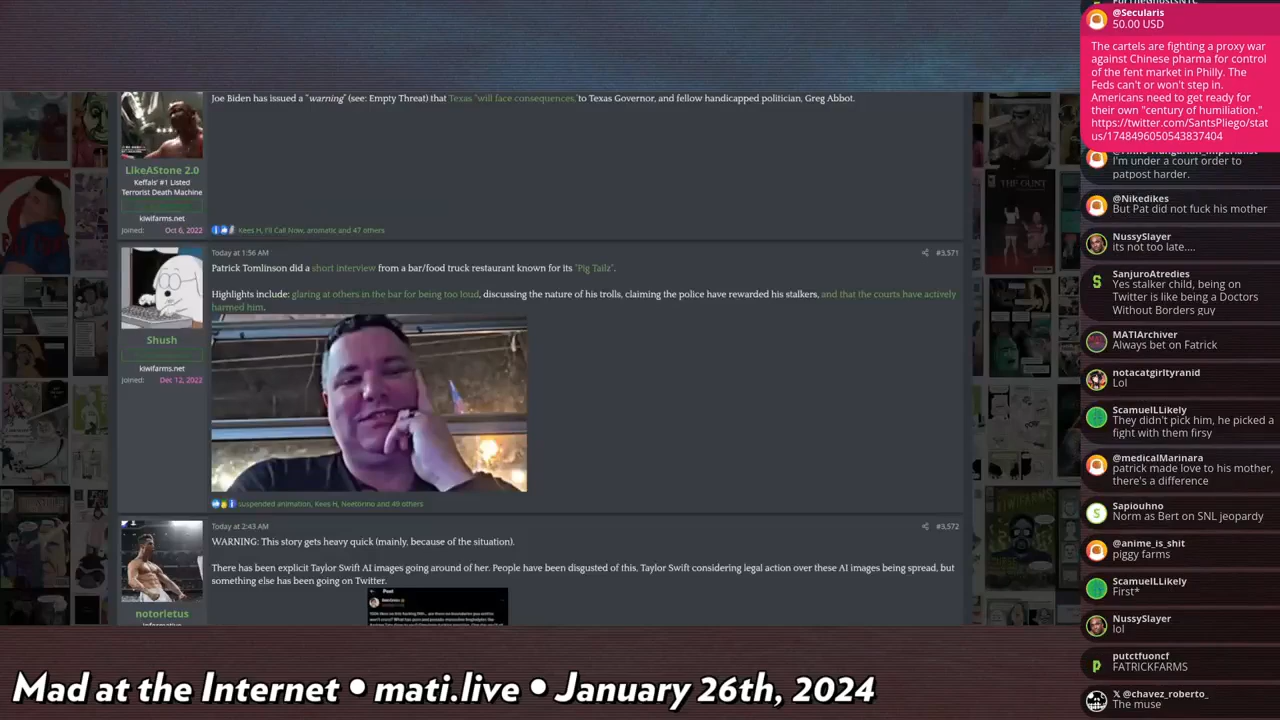 Joe Biden has issued a "warning" (see: Empty Threat) that Texas "will face consequences," to Texas Governor, and fellow handicapped politician, Greg Abbot.
LikeAStone 2.0
Keffals' #1 Listed
Terrorist Death Machine
kiwifarms.net
Joined: Oct 6, 2022
Kees H, I'll Call Now, aromatic and 47 others
Today at 1:56 AM
#3,571
Patrick Tomlinson did a short interview from a bar/food truck restaurant known for its "Pig Tailz".
Highlights include: glaring at others in the bar for being too loud, discussing the nature of his trolls, claiming the police have rewarded his stalkers, and that the courts have actively
harmed him.
Shush
kiwifarms.net
Joined: Dec 12, 2022
suspended animation, Kees H, Neetorino and 49 others
Today at 2:43 AM
#3,572
WARNING: This story gets heavy quick (mainly, because of the situation).
There has been explicit Taylor Swift AI images going around of her. People have been disgusted of this, Taylor Swift considering legal action over these AI images being spread, but
something else has been going on Twitter.
notorietus
Post
Mad at the Internet • mati.live • January 26th, 2024
@Secularis
50.00 USD
The cartels are fighting a proxy war
against Chinese pharma for control
of the fent market in Philly. The
Feds can't or won't step in.
Americans need to get ready for
their own "century of humiliation."
https://twitter.com/SantsPliego/stat
us/1748496050543837404
I'm under a court order to
patpost harder.
@Nikedikes
But Pat did not fuck his mother
NussySlayer
its not too late....
SanjuroAtredies
Yes stalker child, being on
Twitter is like being a Doctors
Without Borders guy
MATIArchiver
Always bet on Fatrick
notacatgirltyranid
Lol
ScamuelLLikely
They didn't pick him, he picked a
fight with them firsy
@medicalMarinara
patrick made love to his mother,
there's a difference
Sapiouhno
Norm as Bert on SNL jeopardy
@anime_is_shit
piggy farms
ScamuelLLikely
First*
NussySlayer
lol
putctfuoncf
FATRICKFARMS
𝕏 @chavez_roberto_
The muse